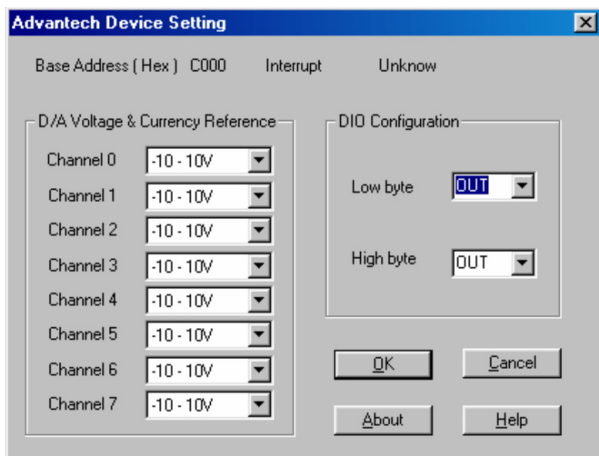 Advantech Device Setting
Base Address ( Hex ) C000 Interrupt Unknow
D/A Voltage & Currency Reference
Channel 0 -10 - 10V
Channel 1 -10 - 10V
Channel 2 -10 - 10V
Channel 3 -10 - 10V
Channel 4 -10 - 10V
Channel 5 -10 - 10V
Channel 6 -10 - 10V
Channel 7 -10 - 10V
DIO Configuration
Low byte OUT
High byte OUT
OK Cancel
About Help